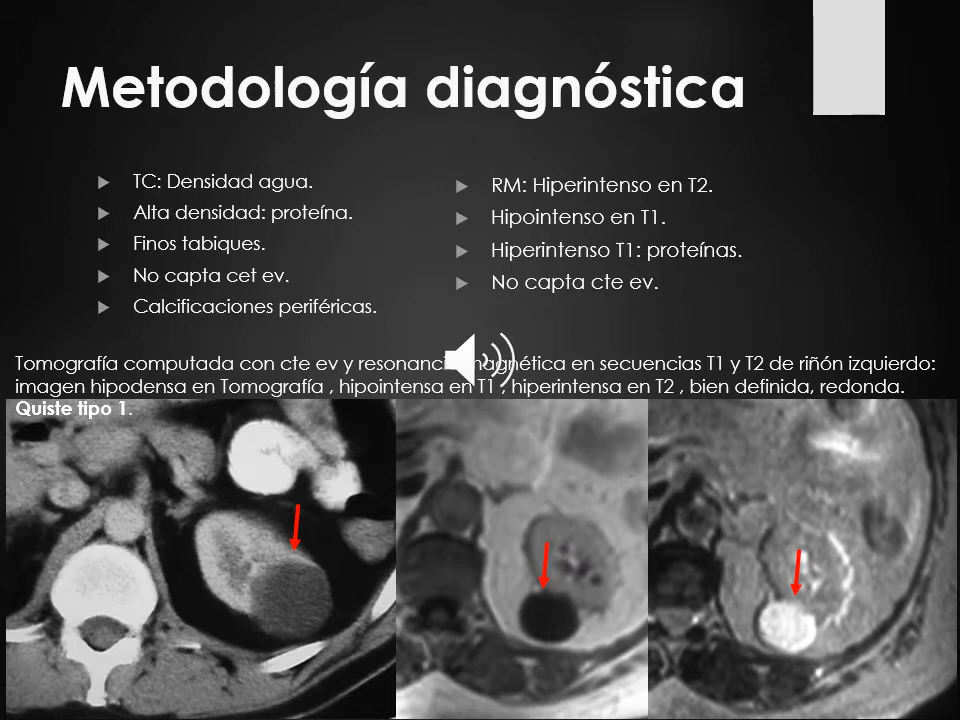 Metodología diagnóstica
TC: Densidad agua.
Alta densidad: proteína.
Finos tabiques.
No capta cet ev.
Calcificaciones periféricas.
RM: Hiperintenso en T2.
Hipointenso en T1.
Hiperintenso T1: proteínas.
No capta cte ev.
Tomografía computada con cte ev y resonancia magnética en secuencias T1 y T2 de riñón izquierdo:
imagen hipodensa en Tomografía , hipointensa en T1 , hiperintensa en T2 , bien definida, redonda.
Quiste tipo 1.